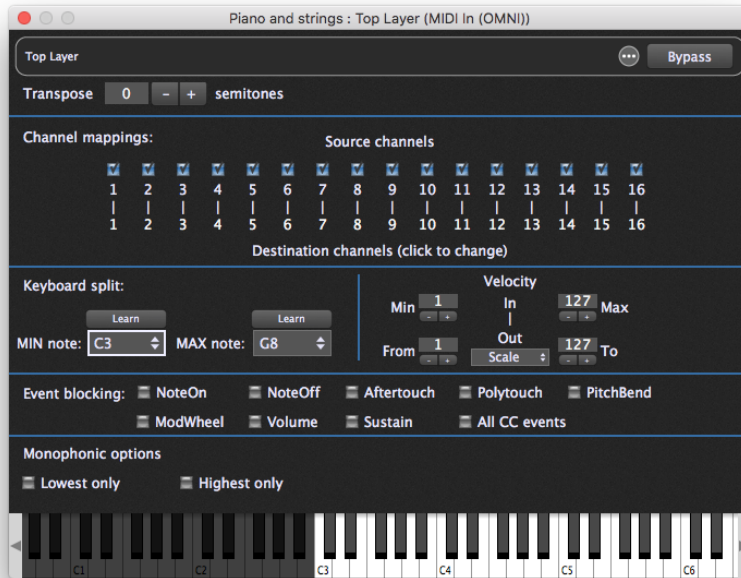 Piano and strings : Top Layer (MIDI In (OMNI))
Top Layer ••• Bypass
Transpose 0 - + semitones
Channel mappings:
Source channels
1 2 3 4 5 6 7 8 9 10 11 12 13 14 15 16
| | | | | | | | | | | | | | | |
1 2 3 4 5 6 7 8 9 10 11 12 13 14 15 16
Destination channels (click to change)
Keyboard split:
Learn Learn
MIN note: C3 MAX note: G8
Velocity
Min 1 - + In 127 - + Max
|
Out
From 1 - + Scale 127 - + To
Event blocking: NoteOn NoteOff Aftertouch Polytouch PitchBend
ModWheel Volume Sustain All CC events
Monophonic options
Lowest only Highest only
C1 C2 C3 C4 C5 C6